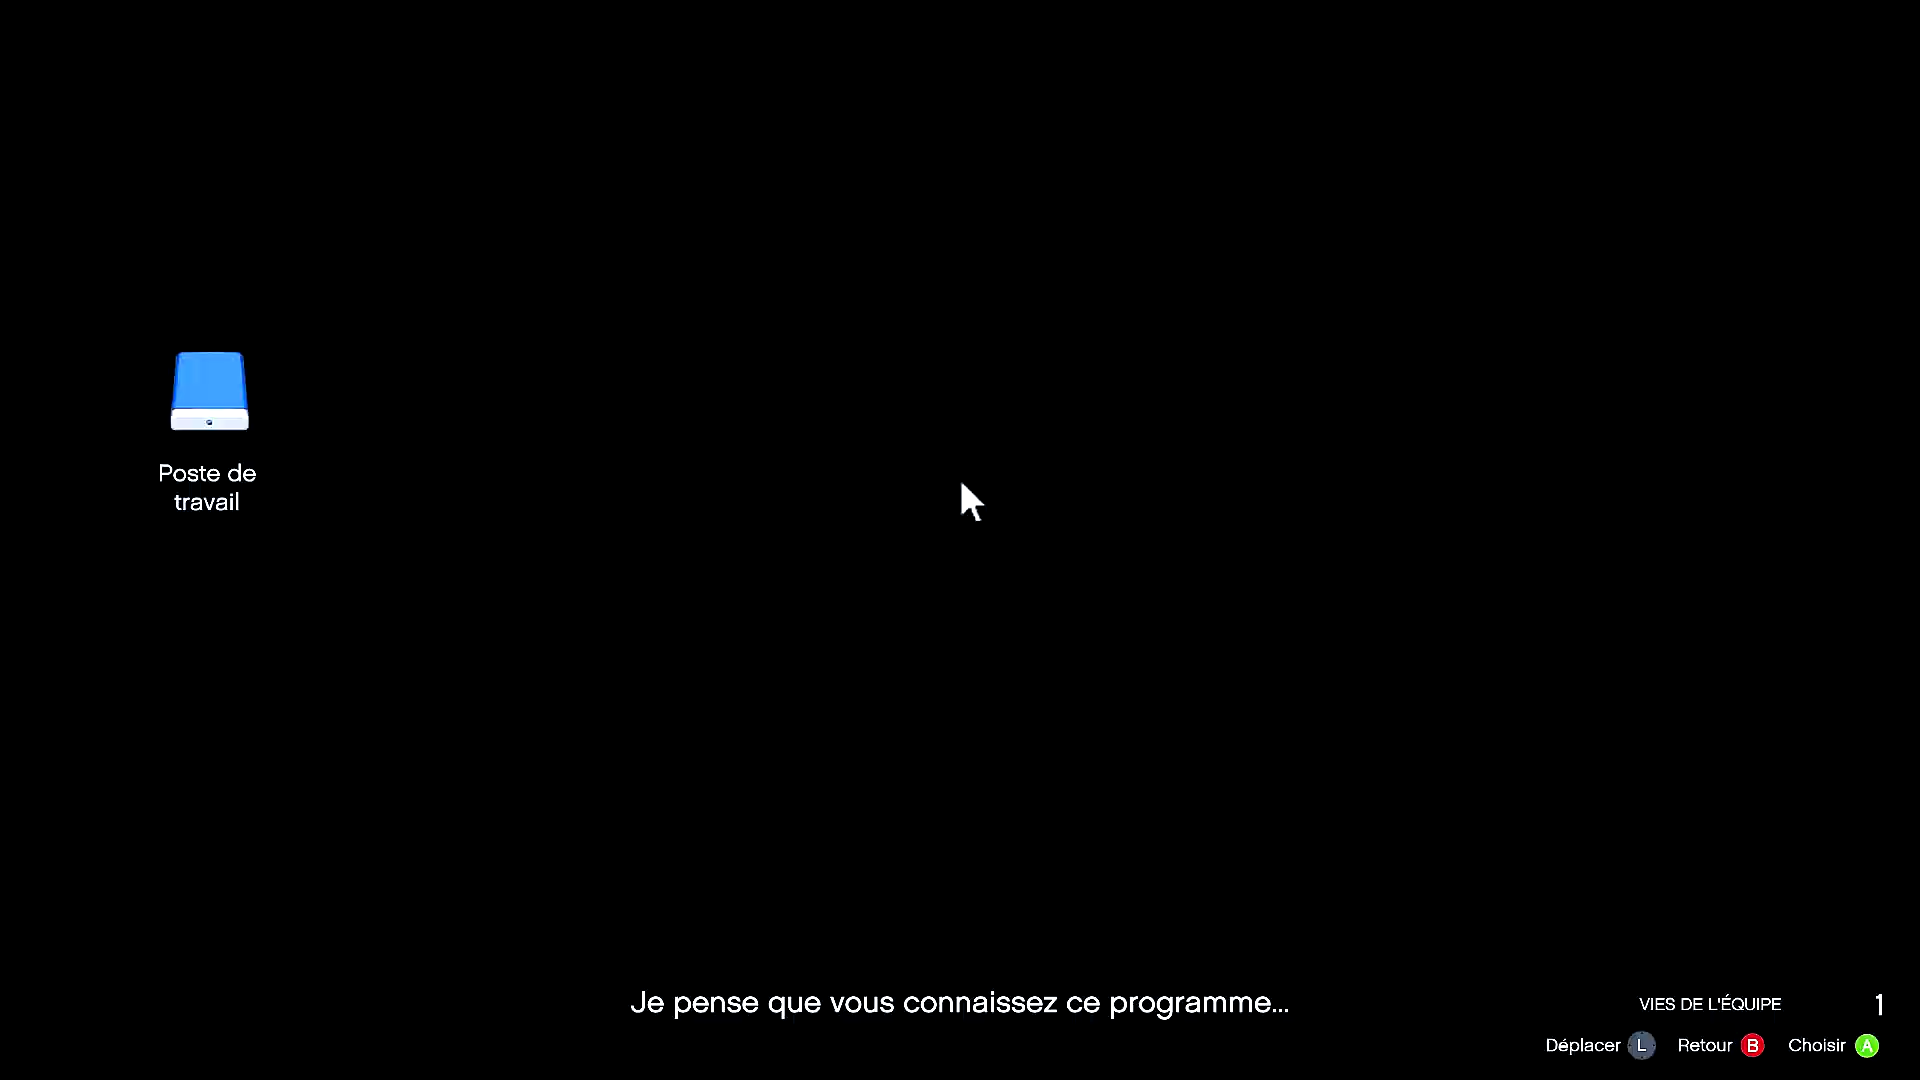 Poste de
travail
Je pense que vous connaissez ce programme...
VIES DE L'ÉQUIPE 1
Déplacer L Retour B Choisir A